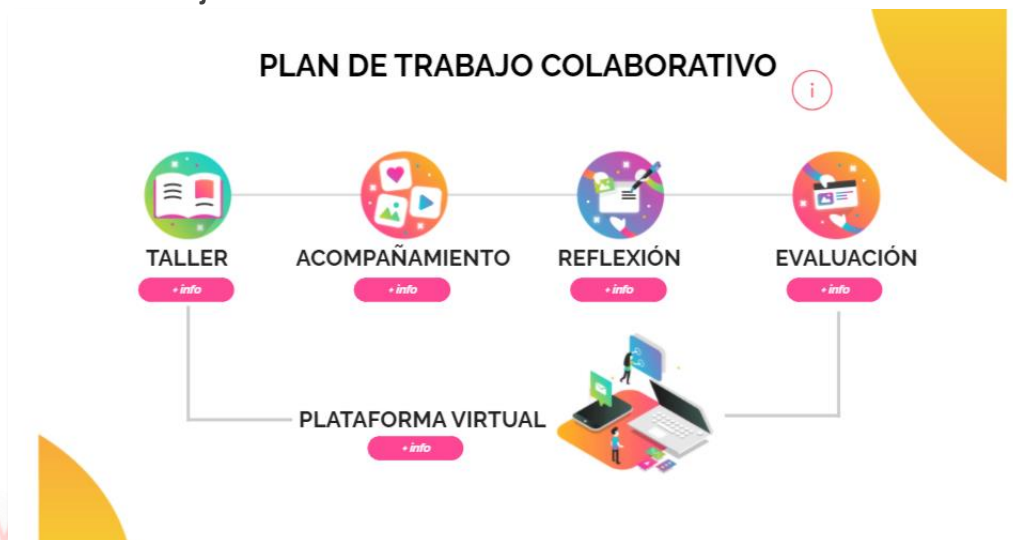 PLAN DE TRABAJO COLABORATIVO
i
TALLER
ACOMPAÑAMIENTO
REFLEXIÓN
EVALUACIÓN
+ info
+ info
+ info
+ info
PLATAFORMA VIRTUAL
+ info